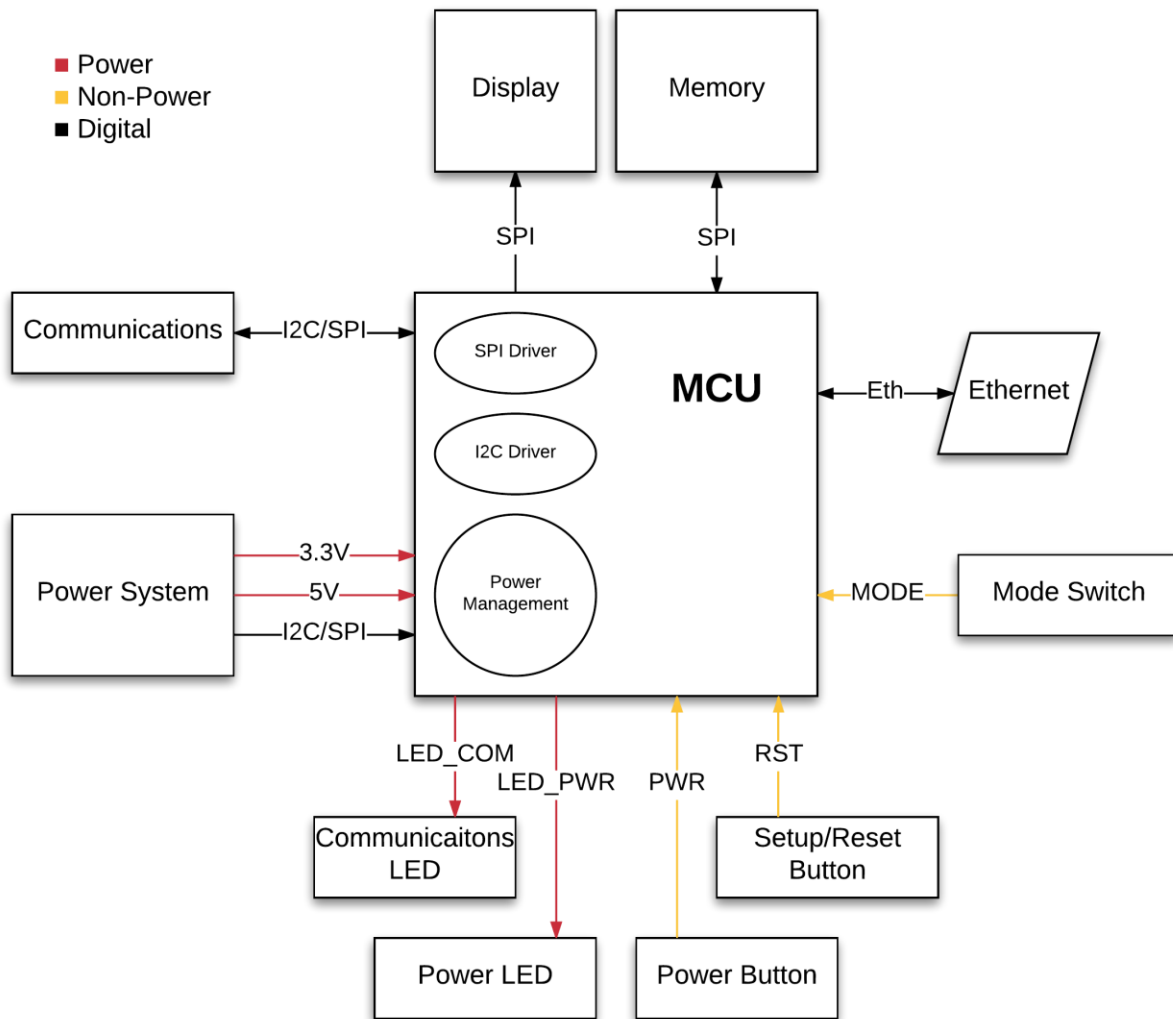 Power
Non-Power
Digital
Display
Memory
SPI
SPI
Communications
I2C/SPI
SPI Driver
MCU
Eth
Ethernet
I2C Driver
Power System
3.3V
5V
I2C/SPI
Power
Management
MODE
Mode Switch
LED_COM
LED_PWR
PWR
RST
Communicaitons
LED
Setup/Reset
Button
Power LED
Power Button